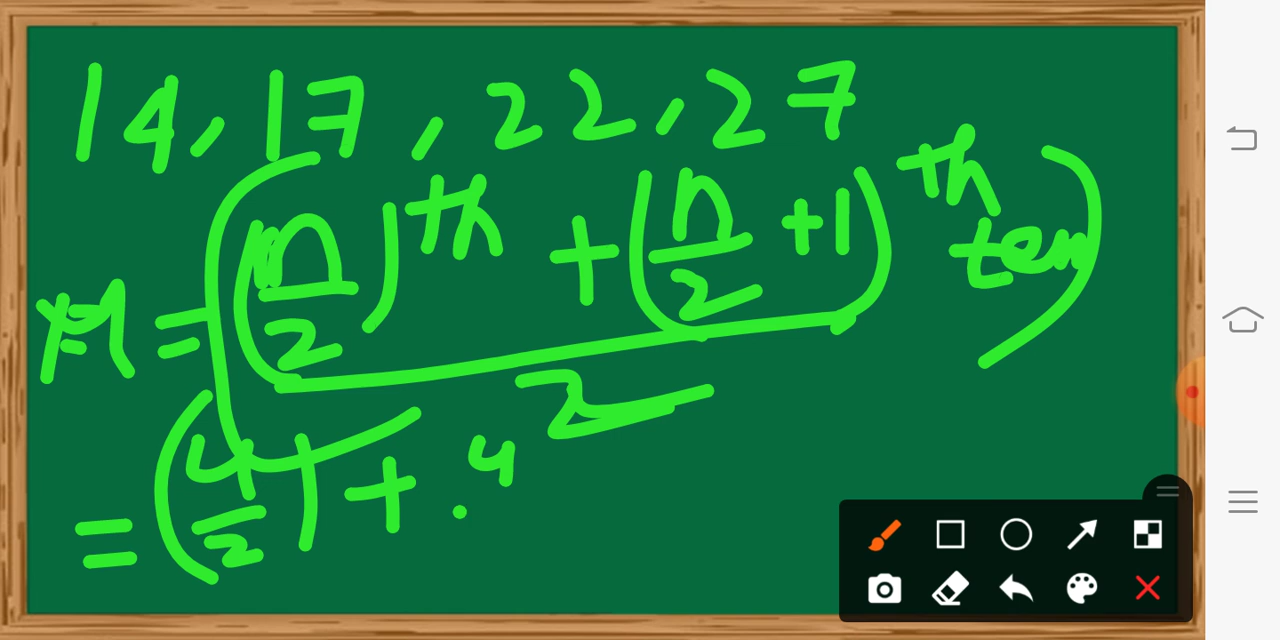 14, 17, 22, 27
M = ((n/2)th + (n/2 + 1)th term)/2
= (4/2) + 4